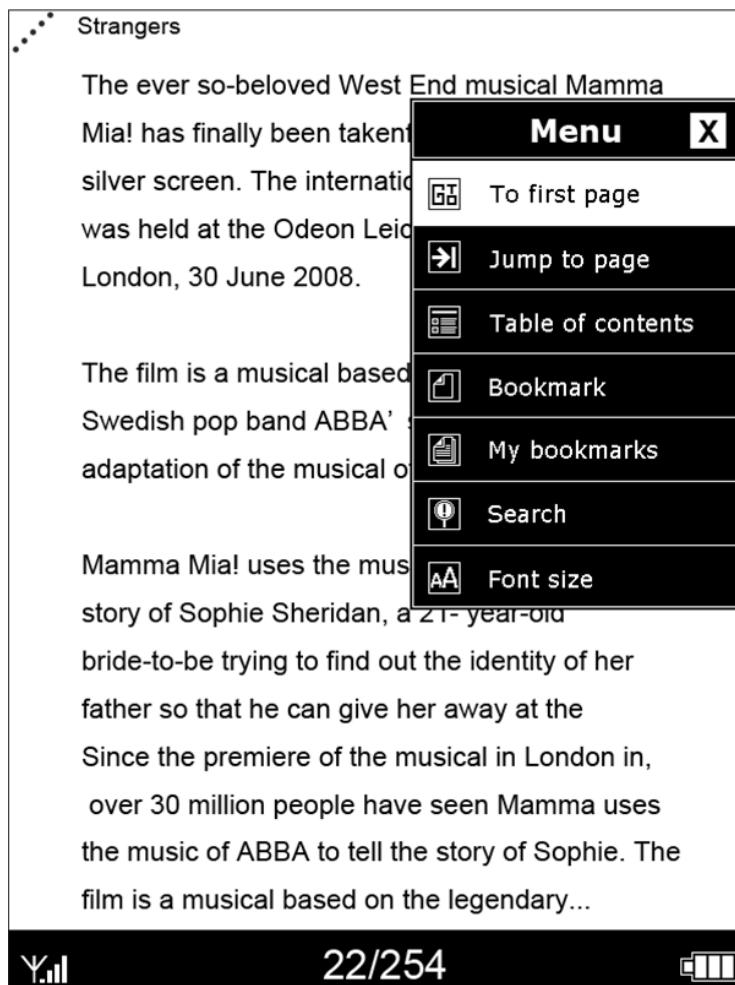 Strangers
The ever so-beloved West End musical Mamma
Mia! has finally been taken
silver screen. The
was held at the Odeon
London, 30 June 2008.
The film is a musical based
Swedish pop band ABBA'
adaptation of the musical
Mamma Mia! uses the
story of Sophie Sheridan, a 21- year-old
bride-to-be trying to find out the identity of her
father so that he can give her away at the
Since the premiere of the musical in London in,
over 30 million people have seen Mamma uses
the music of ABBA to tell the story of Sophie. The
film is a musical based on the legendary...
Menu X
To first page
Jump to page
Table of contents
Bookmark
My bookmarks
Search
Font size
22/254